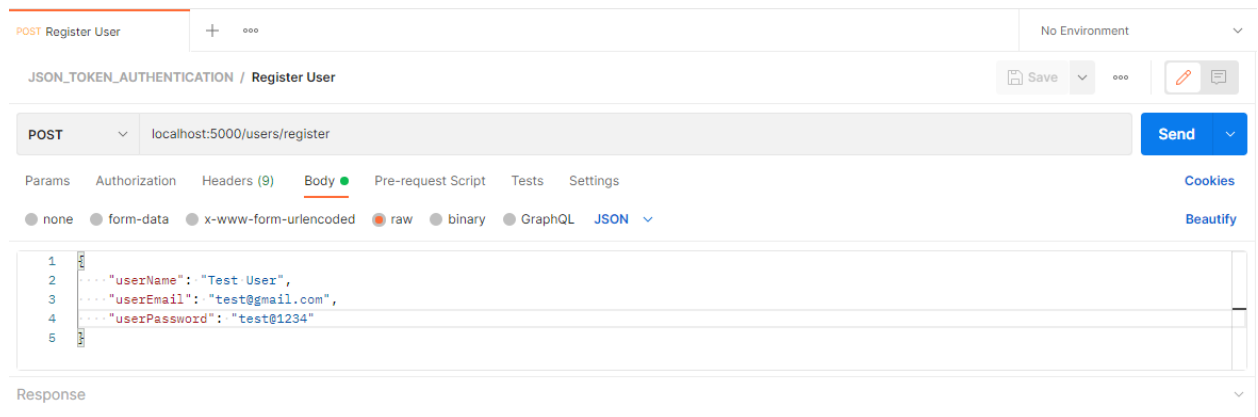 POST Register User + ooo No Environment
JSON_TOKEN_AUTHENTICATION / Register User Save ooo
POST localhost:5000/users/register Send
Params Authorization Headers (9) Body Pre-request Script Tests Settings Cookies
none form-data x-www-form-urlencoded raw binary GraphQL JSON Beautify
1 {
2 "userName": "Test User",
3 "userEmail": "test@gmail.com",
4 "userPassword": "test@1234"
5 }
Response